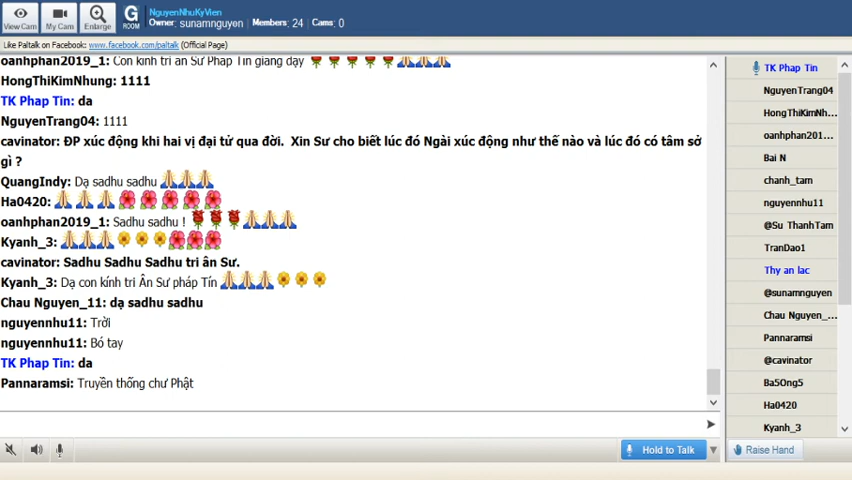 View Cam
My Cam
Enlarge
G
ROOM
NguyenNhuKyVien
Owner: sunamnguyen Members: 24 Cams: 0
Like Paltalk on Facebook: www.facebook.com/paltalk (Official Page)
oanhphan2019_1: Con kính tri ân Sư Pháp Tín giảng dạy
HongThiKimNhung: 1111
TK Phap Tin: da
NguyenTrang04: 1111
cavinator: ĐP xúc động khi hai vị đại tử qua đời. Xin Sư cho biết lúc đó Ngài xúc động như thế nào và lúc đó có tâm sở
gì ?
QuangIndy: Dạ sadhu sadhu
Ha0420:
oanhphan2019_1: Sadhu sadhu !
Kyanh_3:
cavinator: Sadhu Sadhu Sadhu tri ân Sư.
Kyanh_3: Dạ con kính tri Ân Sư pháp Tín
Chau Nguyen_11: dạ sadhu sadhu
nguyennhu11: Trời
nguyennhu11: Bó tay
TK Phap Tin: da
Pannaramsi: Truyền thống chư Phật
Hold to Talk
TK Phap Tin
NguyenTrang04
HongThiKimNh...
oanhphan201...
Bai N
chanh_tam
nguyennhu11
@Su ThanhTam
TranDao1
Thy an lac
@sunamnguyen
Chau Nguyen_...
Pannaramsi
@cavinator
Ba5Ong5
Ha0420
Kyanh_3
Raise Hand